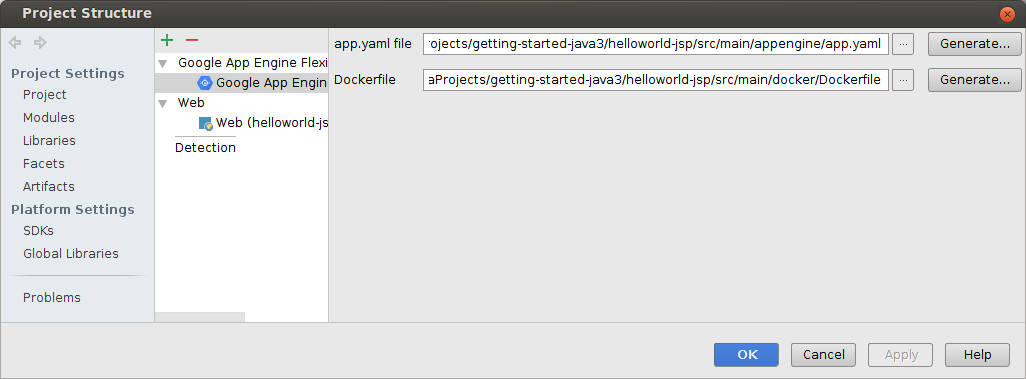 Project Structure
Project Settings
Project
Modules
Libraries
Facets
Artifacts
Platform Settings
SDKs
Global Libraries
Problems
Google App Engine Flexi
Google App Engin
Web
Web (helloworld-js
Detection
app.yaml file
rojects/getting-started-java3/helloworld-jsp/src/main/appengine/app.yaml
...
Generate...
Dockerfile
aProjects/getting-started-java3/helloworld-jsp/src/main/docker/Dockerfile
...
Generate...
OK
Cancel
Apply
Help